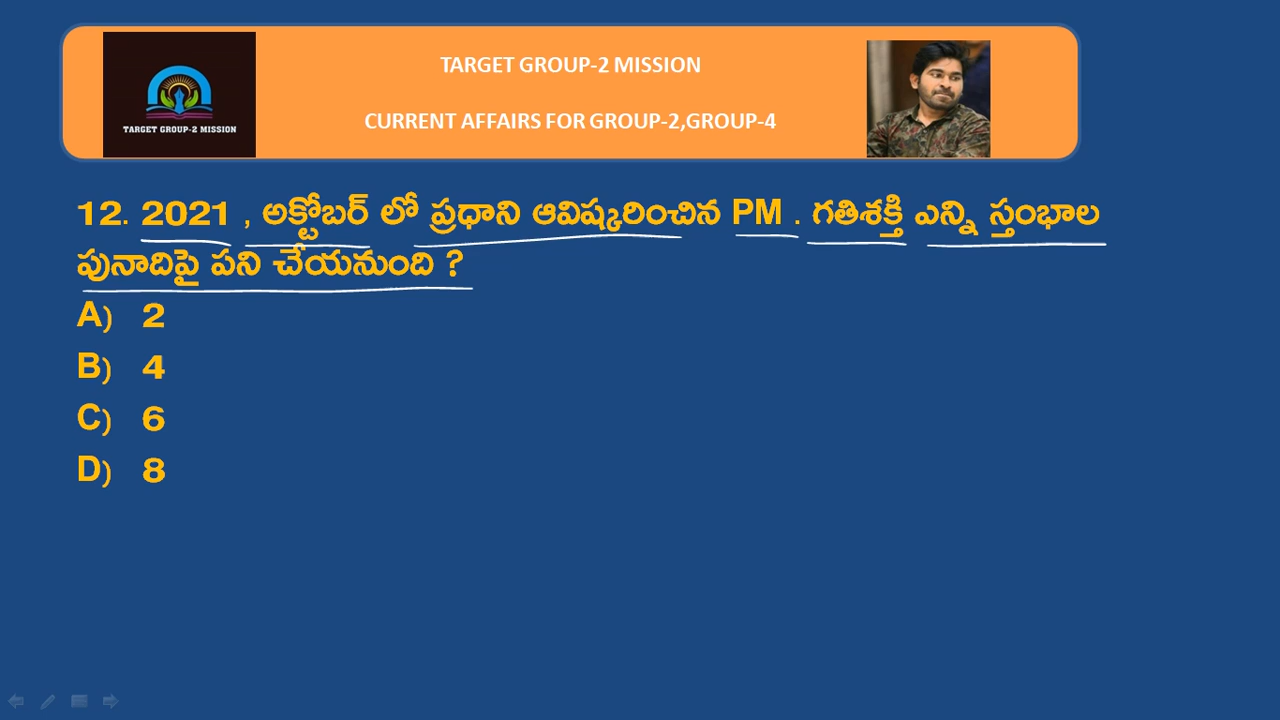 TARGET GROUP-2 MISSION
TARGET GROUP-2 MISSION
CURRENT AFFAIRS FOR GROUP-2,GROUP-4
12. 2021 , అక్టోబర్ లో ప్రధాని ఆవిష్కరించిన PM . గతిశక్తి ఎన్ని స్తంభాల
పునాదిపై పని చేయనుంది ?
A) 2
B) 4
C) 6
D) 8